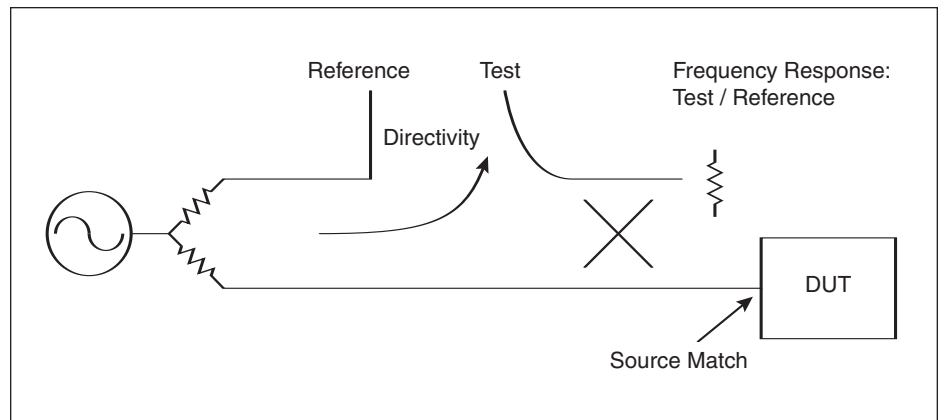 Reference
Test
Frequency Response:
Test / Reference
Directivity
DUT
Source Match